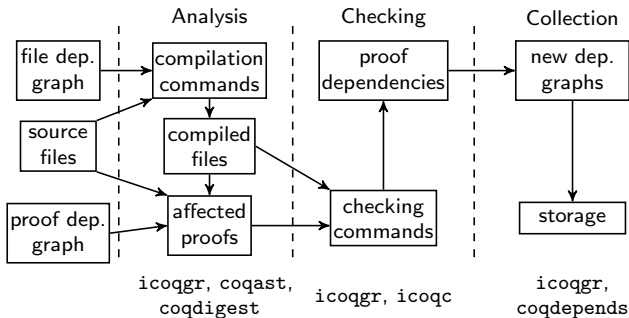 Analysis
Checking
Collection
file dep.
graph
compilation
commands
proof
dependencies
new dep.
graphs
source
files
compiled
files
proof dep.
graph
affected
proofs
checking
commands
storage
icoqgr, coqast,
coqdigest
icoqgr, icoqc
icoqgr,
coqdepends